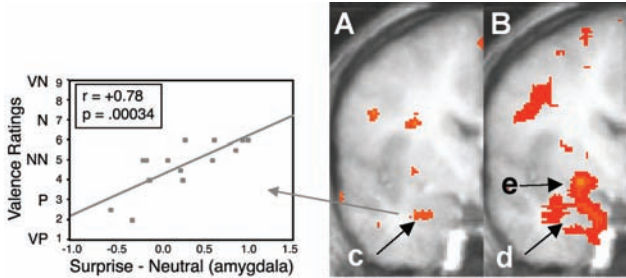 A
B
VN 9
8
N 7
6
NN 5
4
P 3
2
VP 1
Valence Ratings
r = +0.78
p = .00034
-1.0
-0.5
0.0
0.5
1.0
1.5
Surprise - Neutral (amygdala)
e
c
d